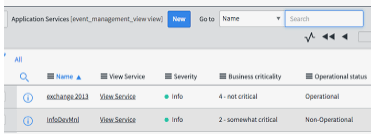 Application Services [event_management_view view] New Go to Name Search
All
Name View Service Severity Business criticality Operational status
exchange 2013 View Service Info 4 - not critical Operational
InfoDevMnl View Service Info 2 - somewhat critical Non-Operational